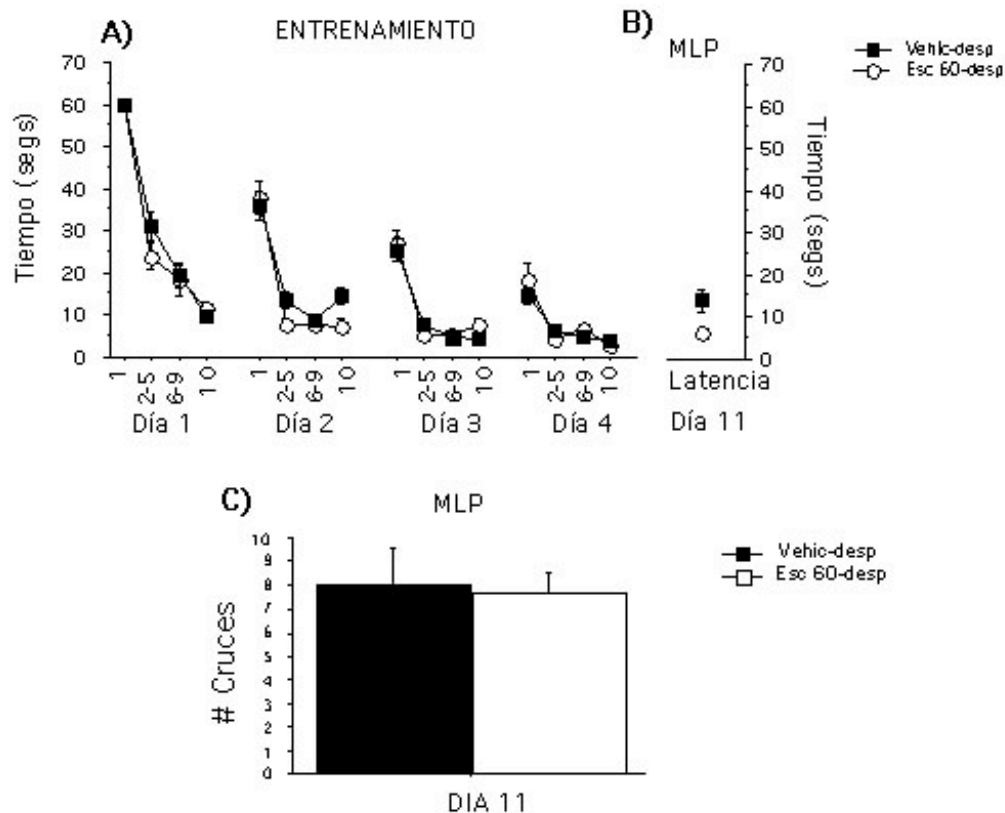 A)
ENTRENAMIENTO
Tiempo (segs)
70
60
50
40
30
20
10
0
1
2-5
6-9
10
1
2-5
6-9
10
1
2-5
6-9
10
1
2-5
6-9
10
Día 1
Día 2
Día 3
Día 4
B)
MLP
Vehic-desp
Esc 60-desp
70
60
50
40
30
20
10
0
Tiempo (segs)
Latencia
Día 11
C)
MLP
# Cruces
10
9
8
7
6
5
4
3
2
1
0
DIA 11
Vehic-desp
Esc 60-desp